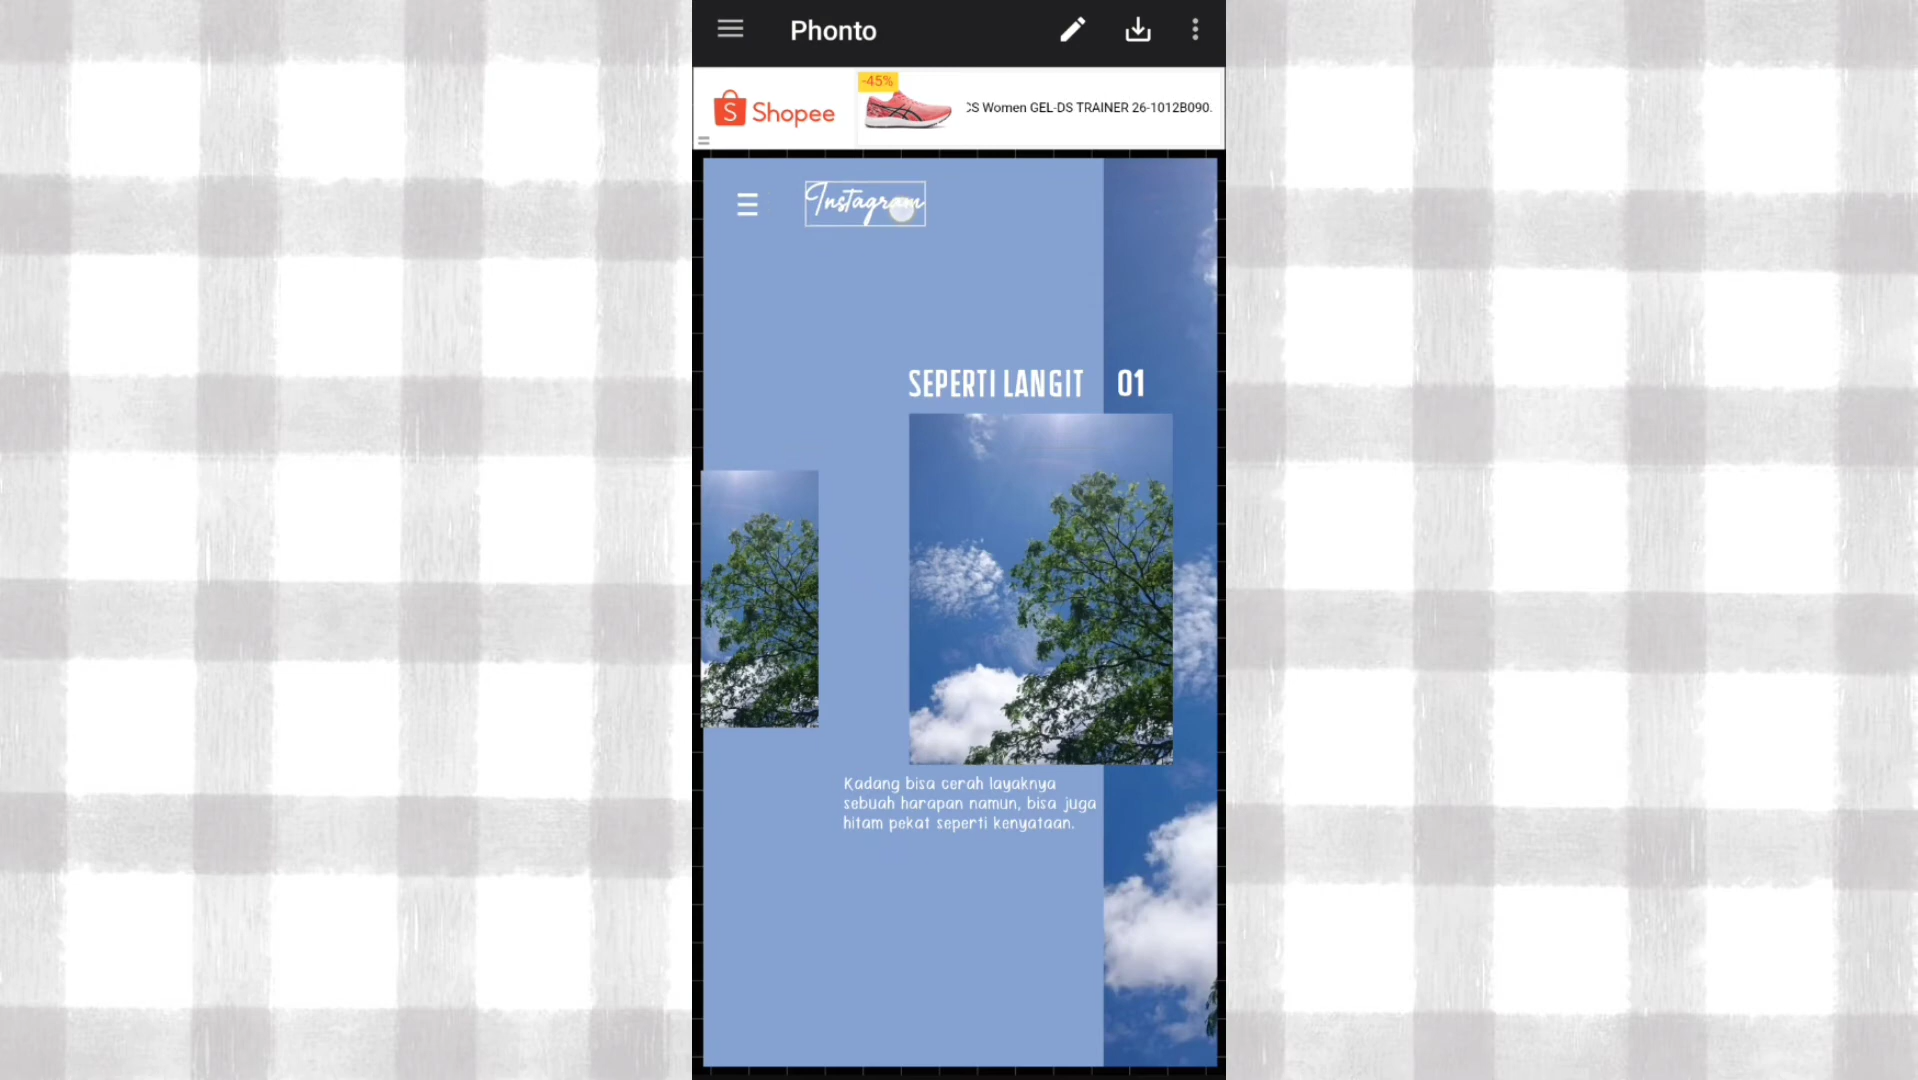 Phonto
S Shopee
-45%
CS Women GEL-DS TRAINER 26-1012B090.
Instagram
SEPERTI LANGIT 01
Kadang bisa cerah layaknya
sebuah harapan namun, bisa juga
hitam pekat seperti kenyataan.